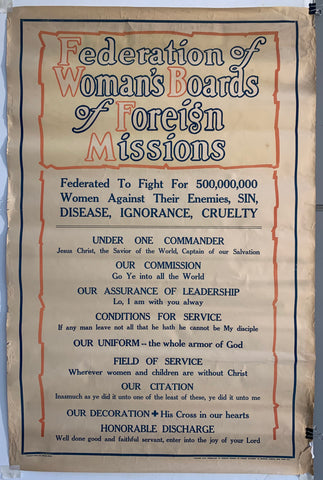 Federation of
Woman's Boards
of Foreign
Missions
Federated To Fight For 500,000,000
Women Against Their Enemies, SIN,
DISEASE, IGNORANCE, CRUELTY
UNDER ONE COMMANDER
Jesus Christ, the Savior of the World, Captain of our Salvation
OUR COMMISSION
Go Ye into all the World
OUR ASSURANCE OF LEADERSHIP
Lo, I am with you alway
CONDITIONS FOR SERVICE
If any man leave not all that he hath he cannot be My disciple
OUR UNIFORM -- the whole armor of God
FIELD OF SERVICE
Wherever women and children are without Christ
OUR CITATION
Inasmuch as ye did it unto one of the least of these, ye did it unto me
OUR DECORATION + His Cross in our hearts
HONORABLE DISCHARGE
Well done good and faithful servant, enter into the joy of your Lord